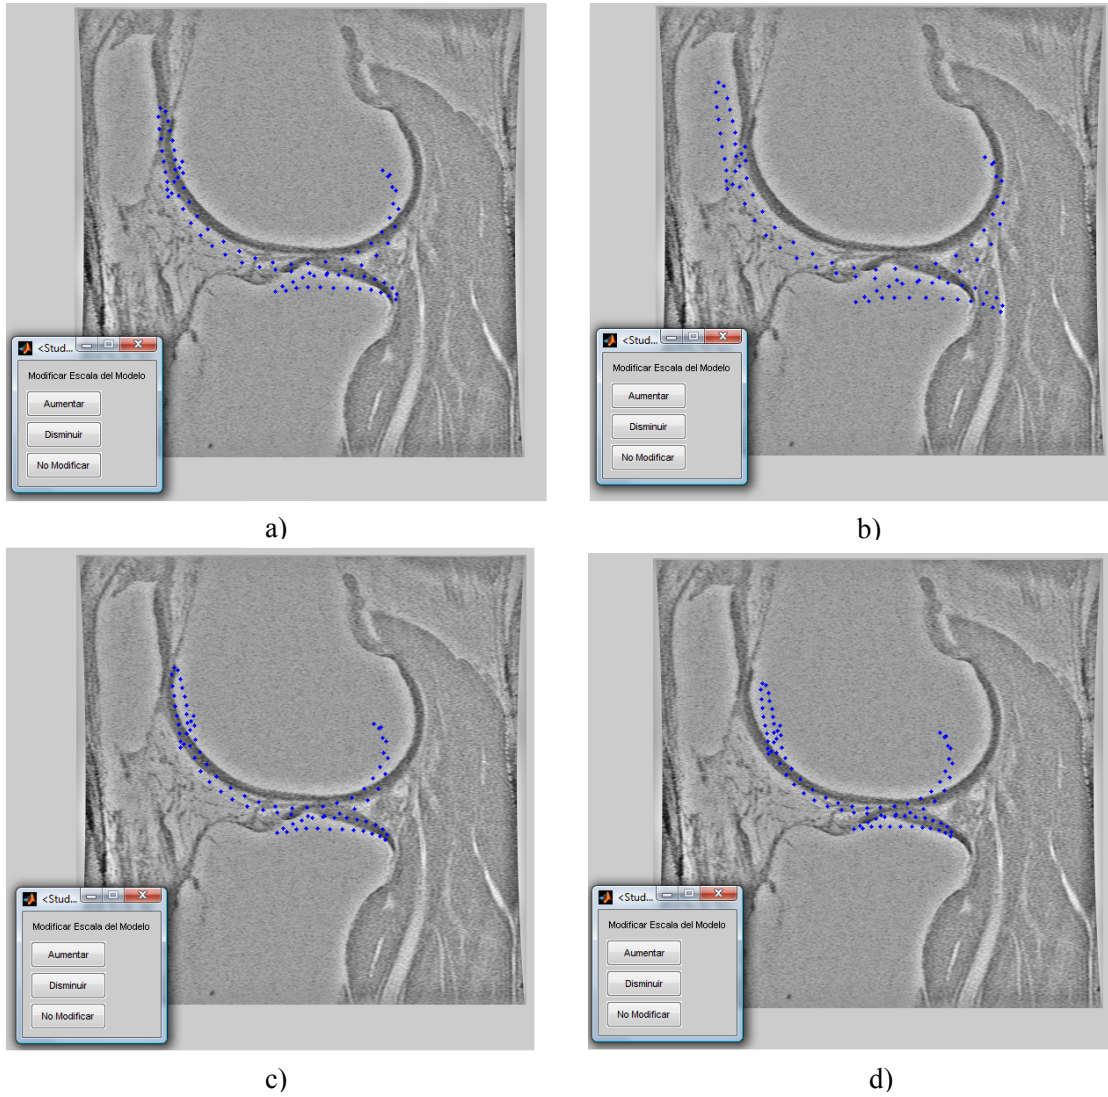 <Stud...
Modificar Escala del Modelo
Aumentar
Disminuir
No Modificar
a)
<Stud...
Modificar Escala del Modelo
Aumentar
Disminuir
No Modificar
b)
<Stud...
Modificar Escala del Modelo
Aumentar
Disminuir
No Modificar
c)
<Stud...
Modificar Escala del Modelo
Aumentar
Disminuir
No Modificar
d)